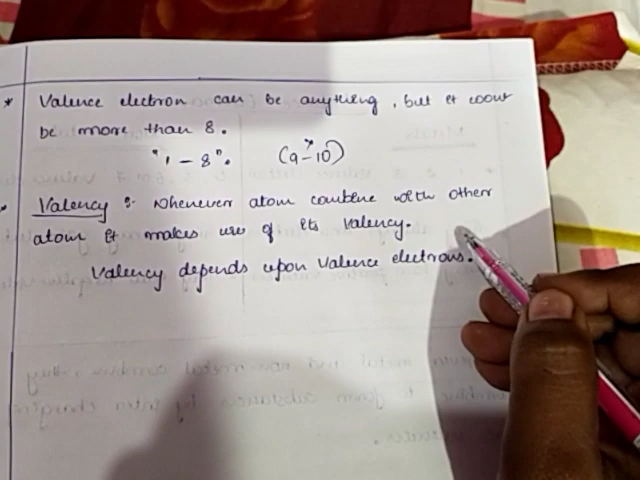 * Valence electron can be anything, but it wont
be more than 8.
"1 – 8". (9–10)
* Valency :- Whenever atom combine with other
atom it makes use of its Valency.
Valency depends upon Valence electrons.